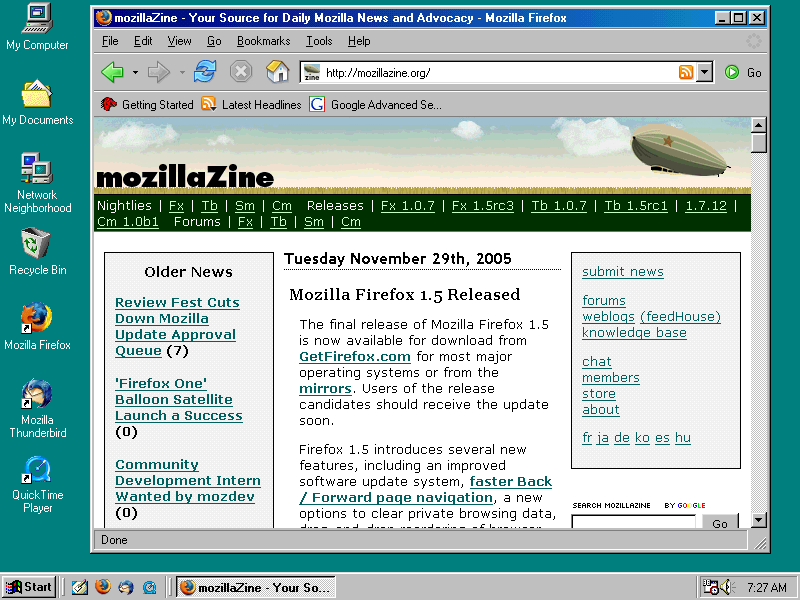 My Computer
My Documents
Network
Neighborhood
Recycle Bin
Mozilla Firefox
Mozilla
Thunderbird
QuickTime
Player
mozillaZine - Your Source for Daily Mozilla News and Advocacy - Mozilla Firefox
File Edit View Go Bookmarks Tools Help
http://mozillazine.org/ Go
Getting Started Latest Headlines Google Advanced Se...
mozillaZine
Nightlies | Fx | Tb | Sm | Cm Releases | Fx 1.0.7 | Fx 1.5rc3 | Tb 1.0.7 | Tb 1.5rc1 | 1.7.12 |
Cm 1.0b1 Forums | Fx | Tb | Sm | Cm
Older News
Review Fest Cuts
Down Mozilla
Update Approval
Queue (7)
'Firefox One'
Balloon Satellite
Launch a Success
(0)
Community
Development Intern
Wanted by mozdev
(0)
Tuesday November 29th, 2005
Mozilla Firefox 1.5 Released
The final release of Mozilla Firefox 1.5
is now available for download from
GetFirefox.com for most major
operating systems or from the
mirrors. Users of the release
candidates should receive the update
soon.
Firefox 1.5 introduces several new
features, including an improved
software update system, faster Back
/ Forward page navigation, a new
options to clear private browsing data,
drag-and-drop reordering of browser
submit news
forums
weblogs (feedHouse)
knowledge base
chat
members
store
about
fr ja de ko es hu
SEARCH MOZILLAZINE BY GOOGLE
Go
Done
Start
mozillaZine - Your So...
7:27 AM